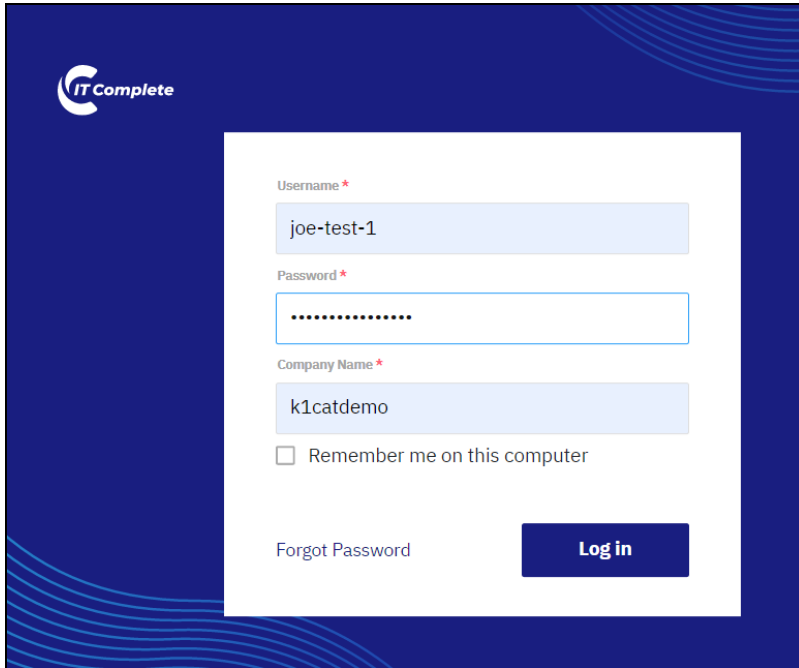 IT Complete
Username *
joe-test-1
Password *
••••••••••••••••
Company Name *
k1catdemo
Remember me on this computer
Forgot Password
Log in